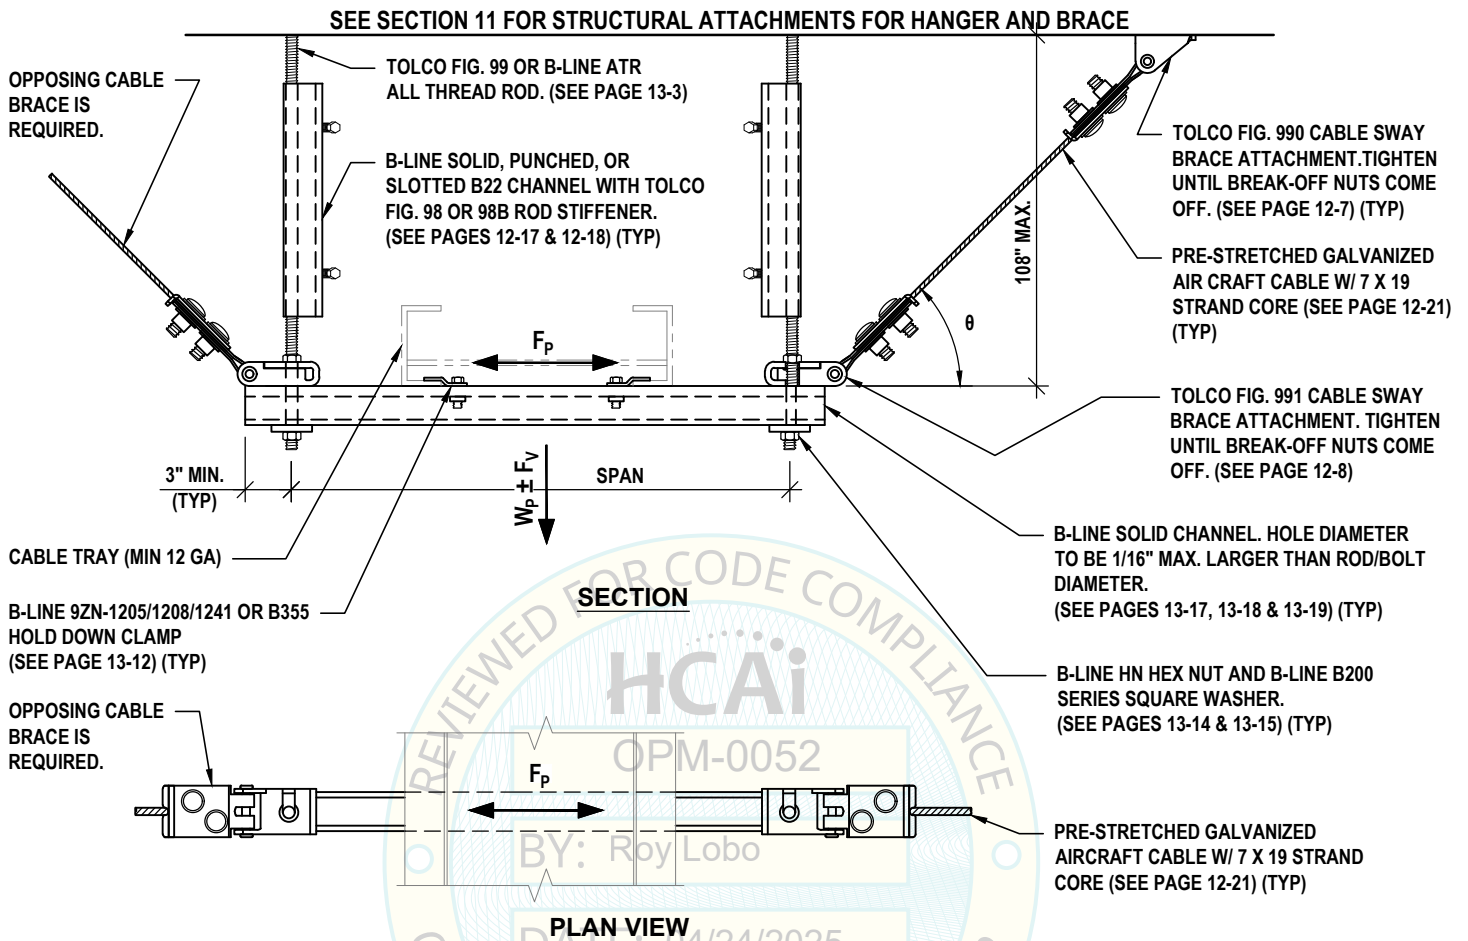 SEE SECTION 11 FOR STRUCTURAL ATTACHMENTS FOR HANGER AND BRACE
OPPOSING CABLE
BRACE IS
REQUIRED.
TOLCO FIG. 99 OR B-LINE ATR
ALL THREAD ROD. (SEE PAGE 13-3)
B-LINE SOLID, PUNCHED, OR
SLOTTED B22 CHANNEL WITH TOLCO
FIG. 98 OR 98B ROD STIFFENER.
(SEE PAGES 12-17 & 12-18) (TYP)
108" MAX.
TOLCO FIG. 990 CABLE SWAY
BRACE ATTACHMENT.TIGHTEN
UNTIL BREAK-OFF NUTS COME
OFF. (SEE PAGE 12-7) (TYP)
PRE-STRETCHED GALVANIZED
AIR CRAFT CABLE W/ 7 X 19
STRAND CORE (SEE PAGE 12-21)
(TYP)
θ
FP
TOLCO FIG. 991 CABLE SWAY
BRACE ATTACHMENT. TIGHTEN
UNTIL BREAK-OFF NUTS COME
OFF. (SEE PAGE 12-8)
3" MIN.
(TYP)
WP ± FV
SPAN
CABLE TRAY (MIN 12 GA)
B-LINE SOLID CHANNEL. HOLE DIAMETER
TO BE 1/16" MAX. LARGER THAN ROD/BOLT
DIAMETER.
(SEE PAGES 13-17, 13-18 & 13-19) (TYP)
B-LINE 9ZN-1205/1208/1241 OR B355
HOLD DOWN CLAMP
(SEE PAGE 13-12) (TYP)
SECTION
REVIEWED FOR CODE COMPLIANCE
HCAi
OPM-0052
B-LINE HN HEX NUT AND B-LINE B200
SERIES SQUARE WASHER.
(SEE PAGES 13-14 & 13-15) (TYP)
OPPOSING CABLE
BRACE IS
REQUIRED.
FP
BY: Roy Lobo
PRE-STRETCHED GALVANIZED
AIRCRAFT CABLE W/ 7 X 19 STRAND
CORE (SEE PAGE 12-21) (TYP)
PLAN VIEW